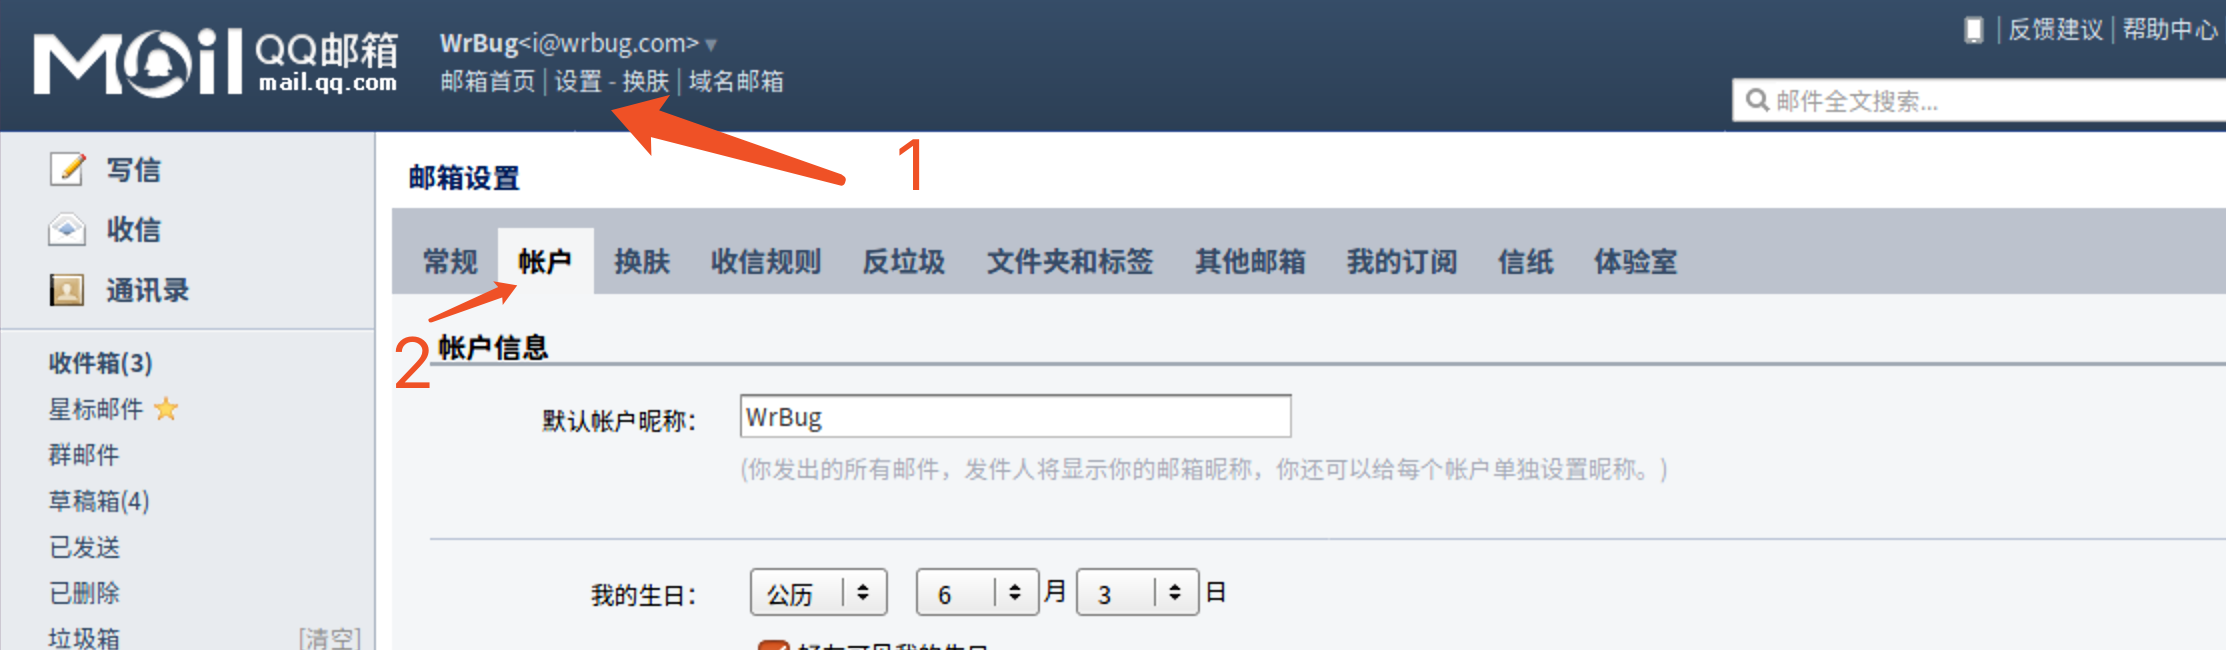 MOil QQ邮箱
mail.qq.com
WrBug<i@wrbug.com>
邮箱首页 | 设置 - 换肤 | 域名邮箱
| 反馈建议 | 帮助中心
邮件全文搜索...
1
写信
收信
通讯录
收件箱(3)
星标邮件
群邮件
草稿箱(4)
已发送
已删除
垃圾箱 [清空]
邮箱设置
常规 帐户 换肤 收信规则 反垃圾 文件夹和标签 其他邮箱 我的订阅 信纸 体验室
2
帐户信息
默认帐户昵称： WrBug
(你发出的所有邮件，发件人将显示你的邮箱昵称，你还可以给每个帐户单独设置昵称。)
我的生日： 公历 6 月 3 日